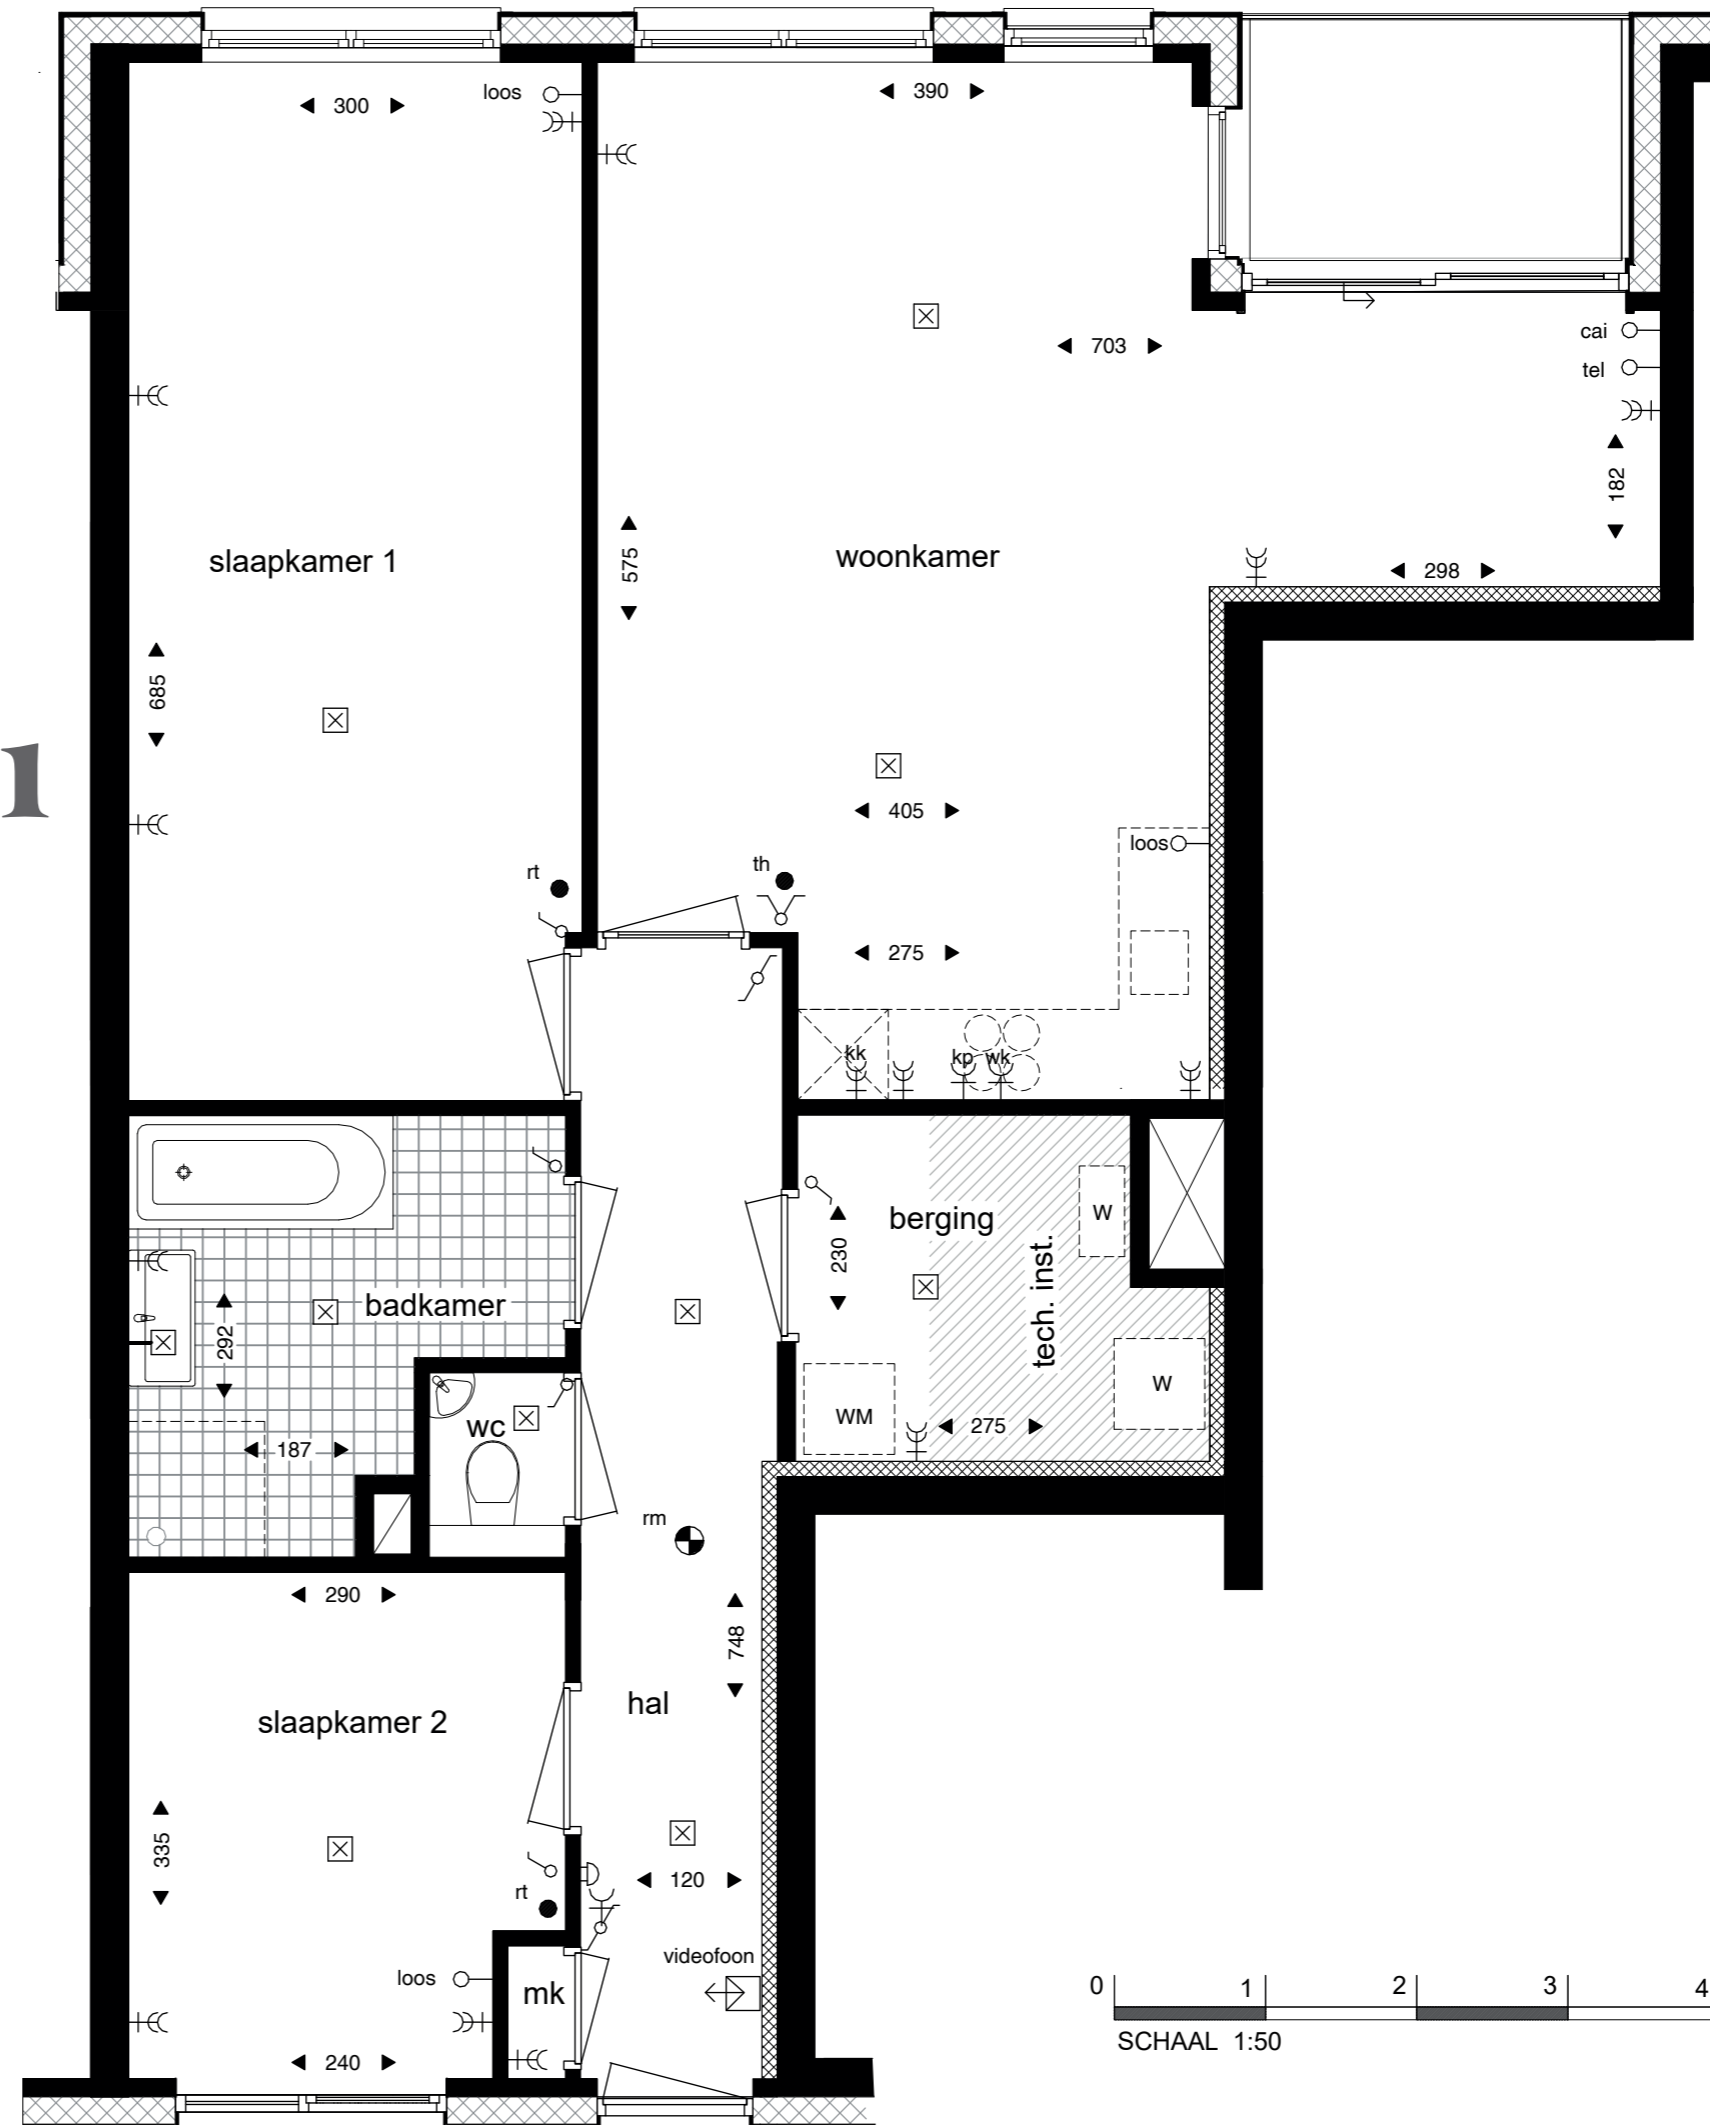 loos
300
390
cai
703
tel
182
slaapkamer 1
woonkamer
575
298
685
1
405
loos
rt
th
275
kk
kp
wk
berging
W
230
tech. inst.
badkamer
292
W
WM
wc
275
187
rm
290
748
hal
slaapkamer 2
335
120
rt
videofoon
loos
mk
0 1 2 3 4
SCHAAL 1:50
240